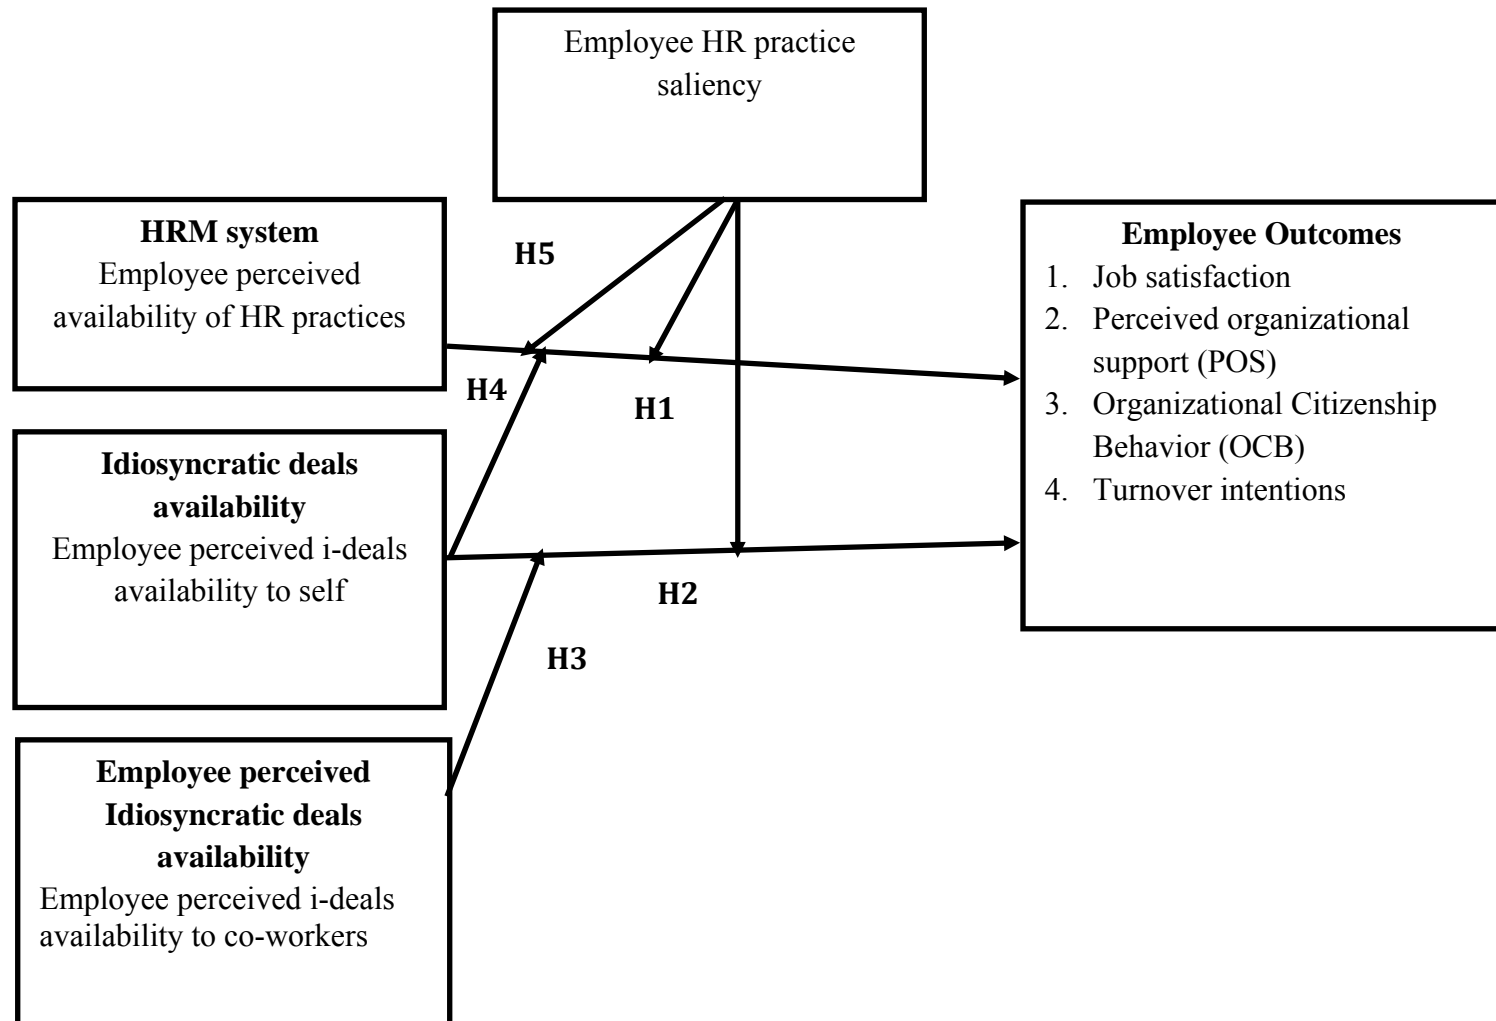 Employee HR practice
saliency
HRM system
Employee perceived
availability of HR practices
H5
Employee Outcomes
1. Job satisfaction
2. Perceived organizational
support (POS)
3. Organizational Citizenship
Behavior (OCB)
4. Turnover intentions
H4
H1
Idiosyncratic deals
availability
Employee perceived i-deals
availability to self
H2
H3
Employee perceived
Idiosyncratic deals
availability
Employee perceived i-deals
availability to co-workers